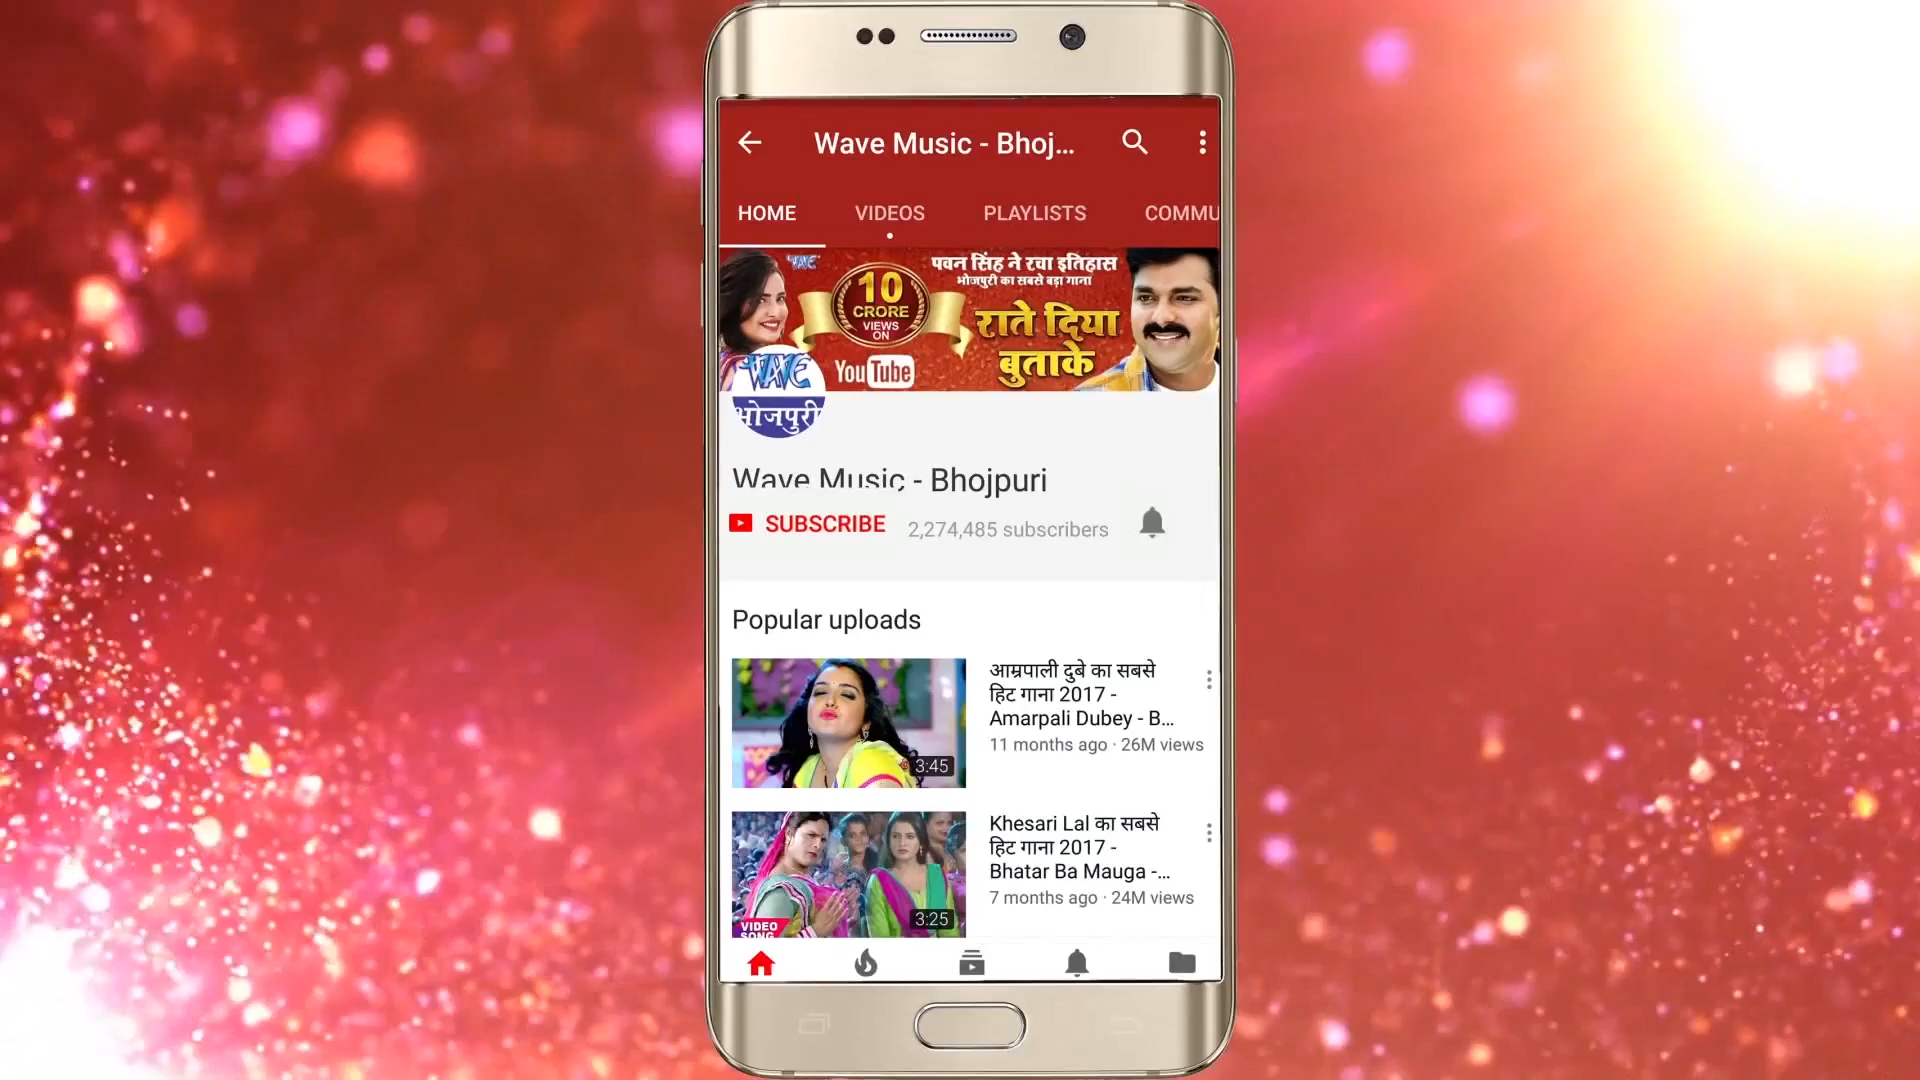 Wave Music - Bhoj...
HOME VIDEOS PLAYLISTS COMMU
WAVE
10
CRORE
VIEWS
ON
YouTube
पवन सिंह ने रचा इतिहास
भोजपुरी का सबसे बड़ा गाना
राते दिया
बुताके
WAVE
भोजपुरी
Wave Music - Bhojpuri
SUBSCRIBE 2,274,485 subscribers
Popular uploads
3:45
आम्रपाली दुबे का सबसे
हिट गाना 2017 -
Amarpali Dubey - B...
11 months ago · 26M views
VIDEO
SONG
3:25
Khesari Lal का सबसे
हिट गाना 2017 -
Bhatar Ba Mauga -...
7 months ago · 24M views